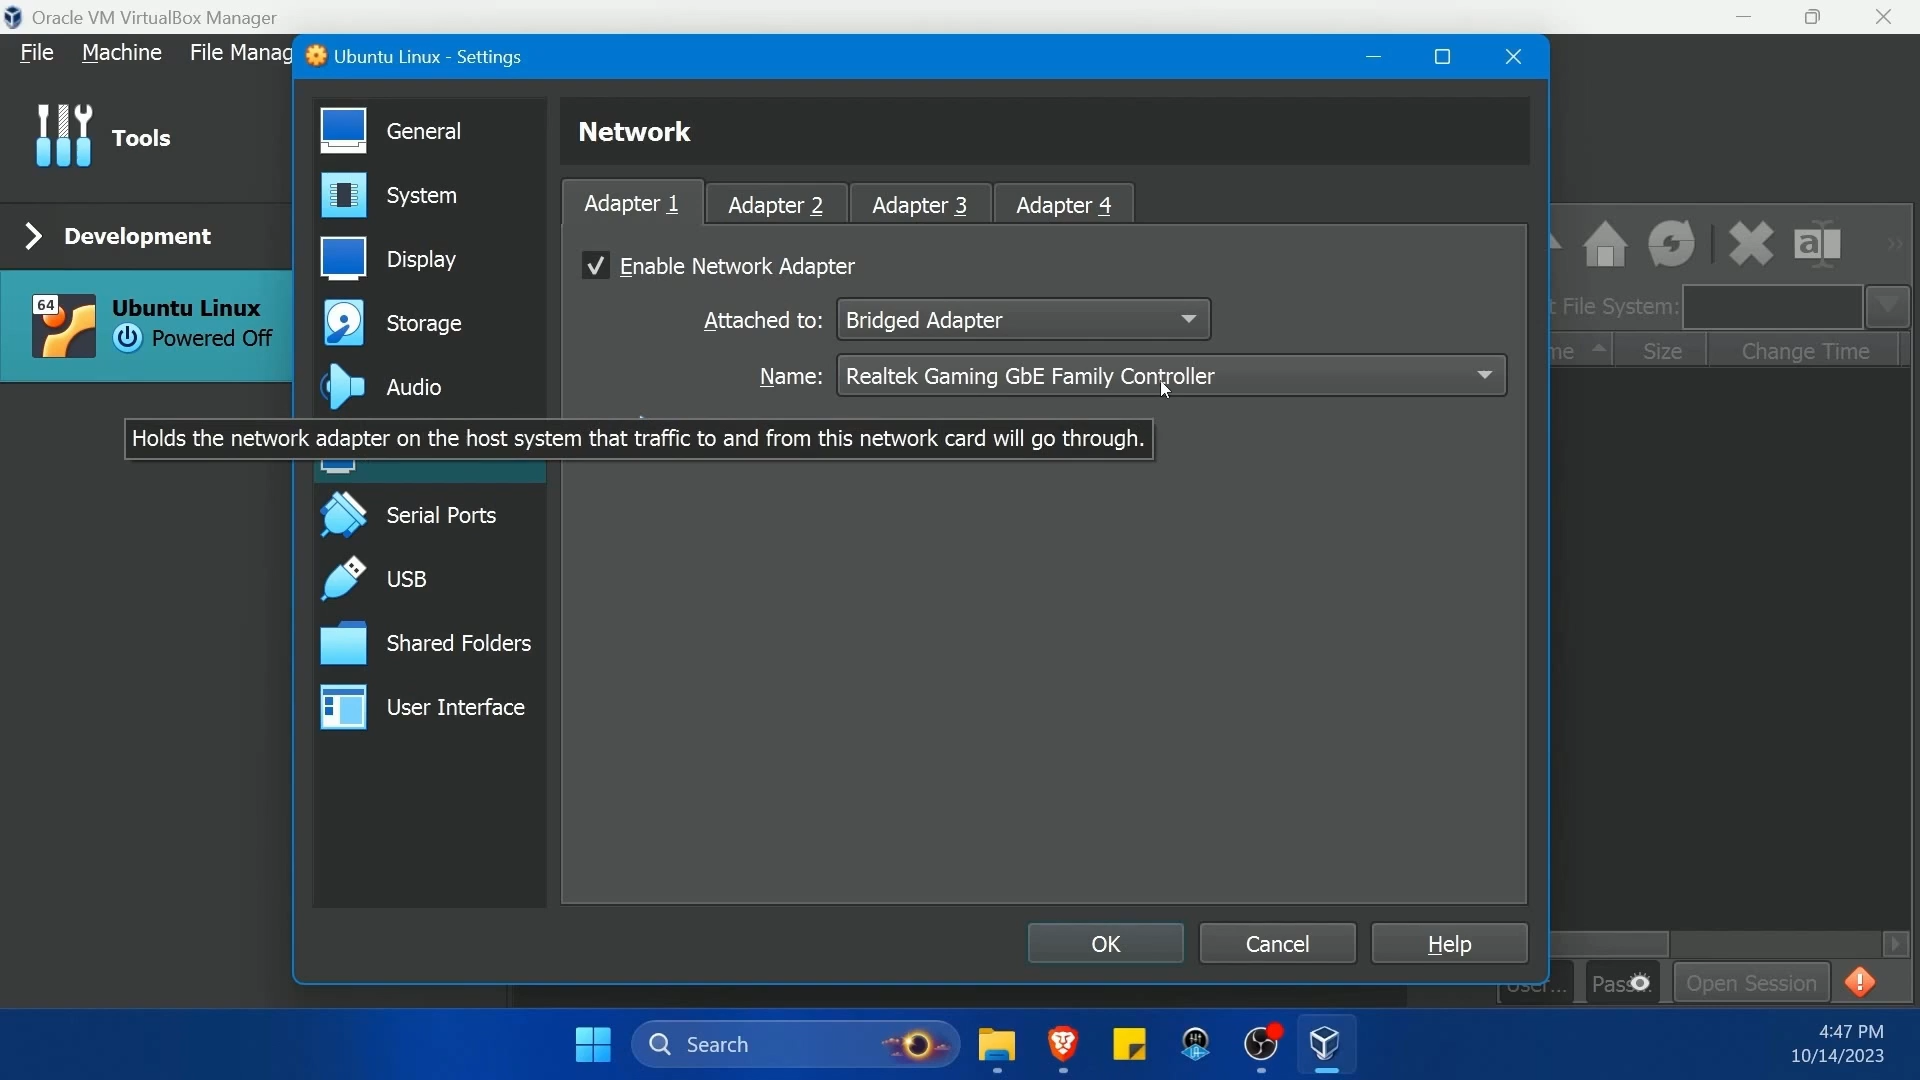 Oracle VM VirtualBox Manager
File Machine File Manag
Ubuntu Linux - Settings
Tools
Development
64
Ubuntu Linux
Powered Off
General
System
Display
Storage
Audio
Serial Ports
USB
Shared Folders
User Interface
Network
Adapter 1 Adapter 2 Adapter 3 Adapter 4
Enable Network Adapter
Attached to: Bridged Adapter
Name: Realtek Gaming GbE Family Controller
Holds the network adapter on the host system that traffic to and from this network card will go through.
OK Cancel Help
a
File System:
me Size Change Time
User... Pass Open Session
Search
4:47 PM
10/14/2023